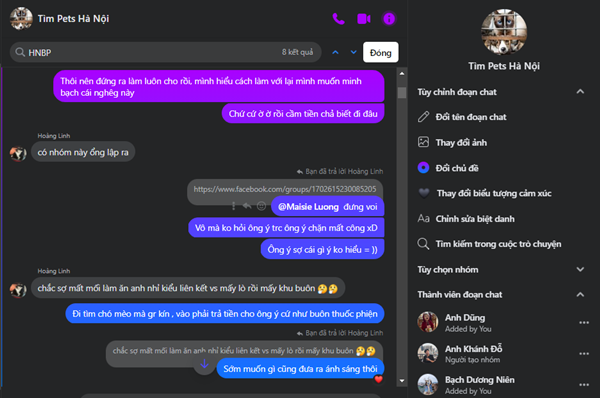 Tìm Pets Hà Nội
HNBP
8 kết quả
Đóng
Thôi nên đứng ra làm luôn cho rồi, mình hiểu cách làm với lại mình muốn minh
bạch cái nghêg này
Chứ cứ ờ ờ rồi cầm tiền chả biết đi đâu
Hoàng Linh
có nhóm này ổng lập ra
Bạn đã trả lời Hoàng Linh
https://www.facebook.com/groups/1702615230085205
@Maisie Luong đưng voi
Vô mà ko hỏi ông ý trc ông ý chặn mất công xD
Ông ý sợ cái gì ý ko hiểu = ))
Hoàng Linh
chắc sợ mất mối làm ăn anh nhỉ kiểu liên kết vs mấy lò rồi mấy khu buôn
Đi tìm chó mèo mà gr kín , vào phải trả tiền cho ông ý cứ như buôn thuốc phiện
Bạn đã trả lời Hoàng Linh
chắc sợ mất mối làm ăn anh nhỉ kiểu liên kết vs mấy lò rồi mấy khu buôn
Sớm muốn gì cũng đưa ra ánh sáng thôi
Tìm Pets Hà Nội
Tùy chỉnh đoạn chat
Đổi tên đoạn chat
Thay đổi ảnh
Đổi chủ đề
Thay đổi biểu tượng cảm xúc
Aa Chỉnh sửa biệt danh
Tìm kiếm trong cuộc trò chuyện
Tùy chọn nhóm
Thành viên đoạn chat
Anh Dũng
Added by You
Anh Khánh Đỗ
Người tạo nhóm
Bạch Dương Niên
Added by You